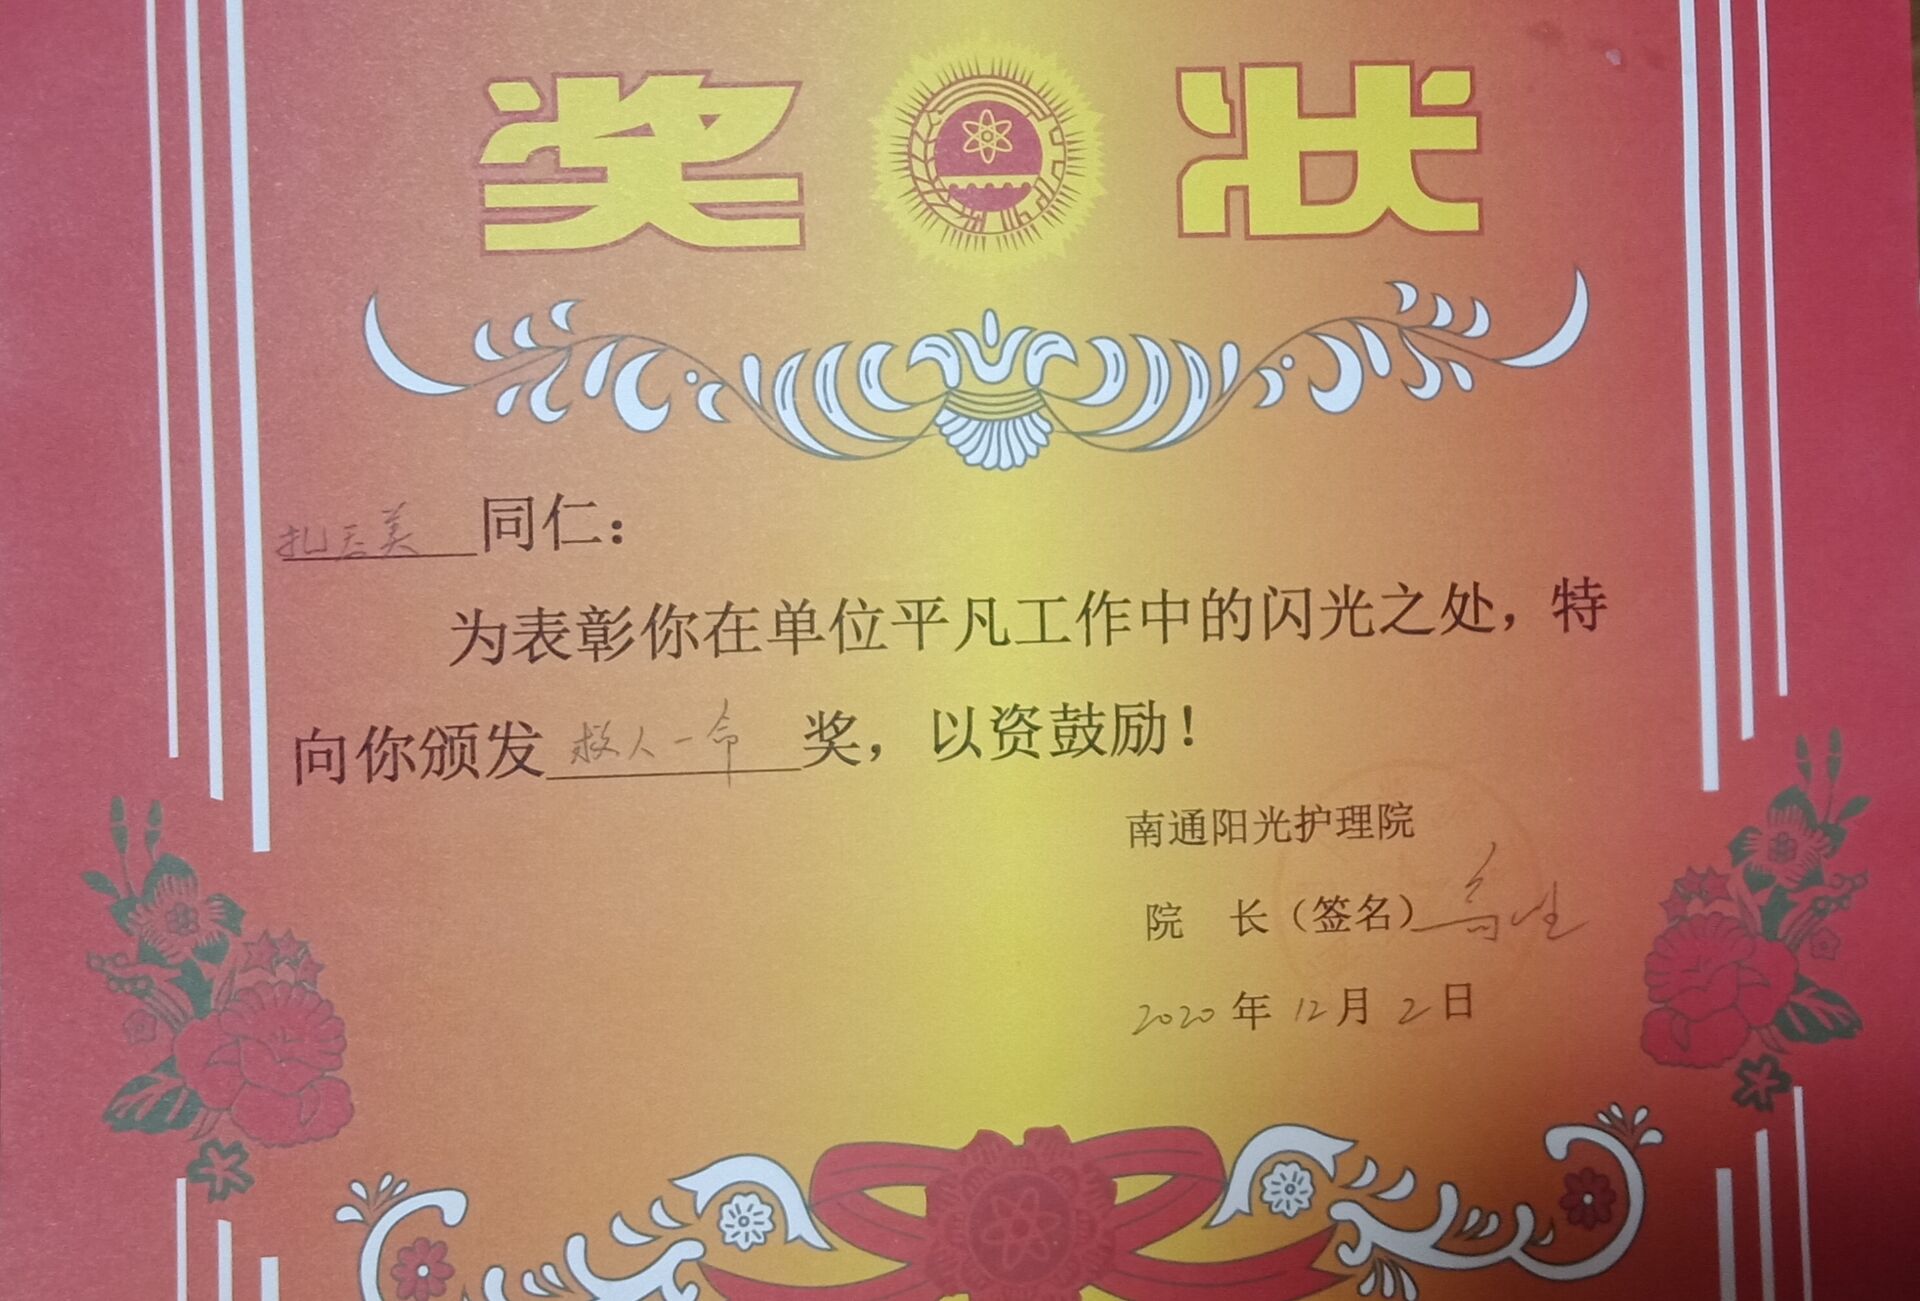 奖状
同仁：
为表彰你在单位平凡工作中的闪光之处，特
向你颁发救人一命奖，以资鼓励！
南通阳光护理院
院 长（签名）
2020年12月2日